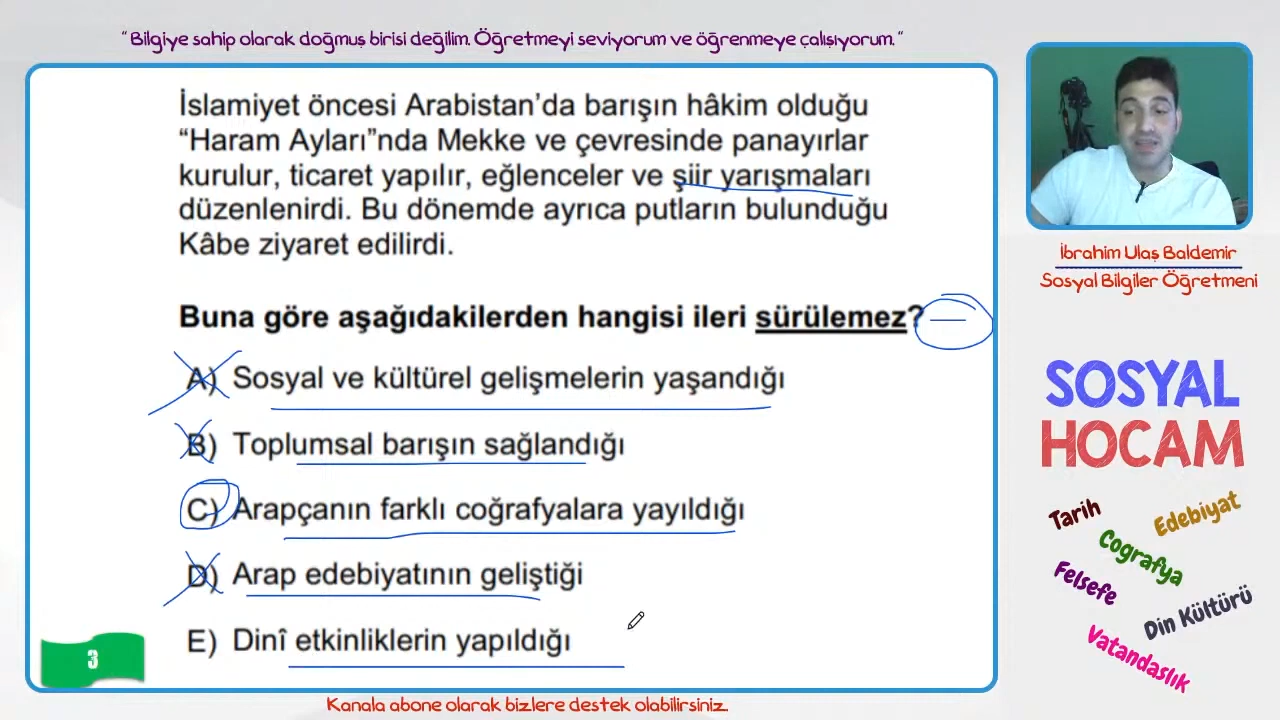 “ Bilgiye sahip olarak doğmuş birisi değilim. Öğretmeyi seviyorum ve öğrenmeye çalışıyorum. “
İslamiyet öncesi Arabistan’da barışın hâkim olduğu
“Haram Ayları”nda Mekke ve çevresinde panayırlar
kurulur, ticaret yapılır, eğlenceler ve şiir yarışmaları
düzenlenirdi. Bu dönemde ayrıca putların bulunduğu
Kâbe ziyaret edilirdi.
Buna göre aşağıdakilerden hangisi ileri sürülemez?
A) Sosyal ve kültürel gelişmelerin yaşandığı
B) Toplumsal barışın sağlandığı
C) Arapçanın farklı coğrafyalara yayıldığı
D) Arap edebiyatının geliştiği
E) Dinî etkinliklerin yapıldığı
3
Kanala abone olarak bizlere destek olabilirsiniz.
İbrahim Ulaş Baldemir
Sosyal Bilgiler Öğretmeni
SOSYAL
HOCAM
Tarih
Edebiyat
Coğrafya
Felsefe
Din Kültürü
Vatandaslık